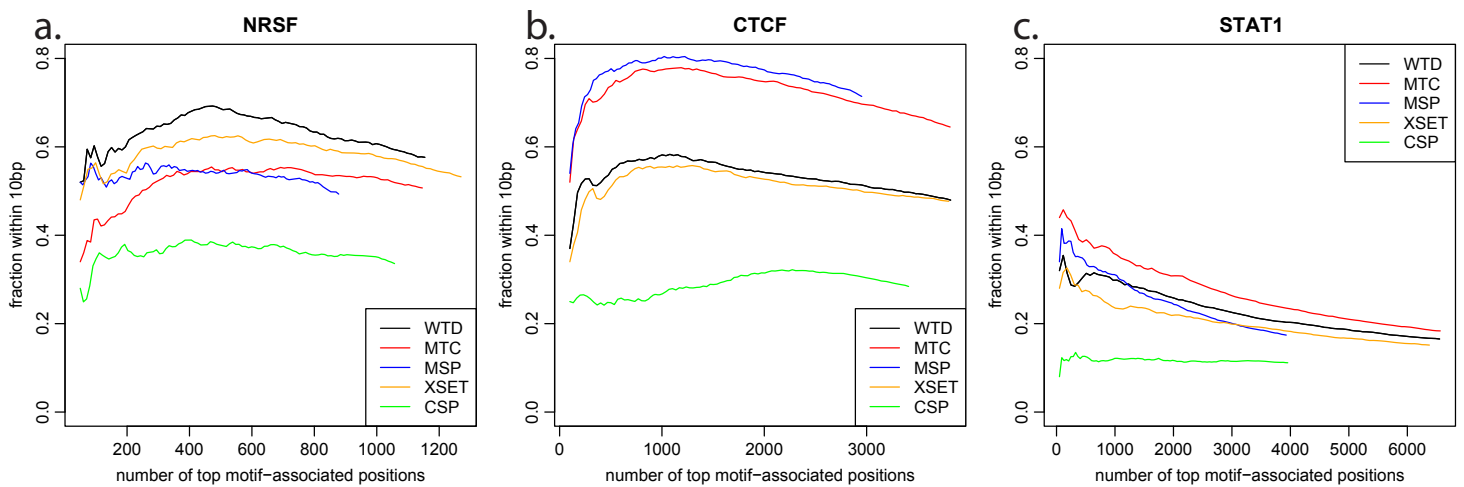 a.
NRSF
fraction within 10bp
0.8
0.6
0.4
0.2
0.0
WTD
MTC
MSP
XSET
CSP
200 400 600 800 1000 1200
number of top motif−associated positions
b.
CTCF
fraction within 10bp
0.8
0.6
0.4
0.2
0.0
WTD
MTC
MSP
XSET
CSP
0 1000 2000 3000
number of top motif−associated positions
c.
STAT1
fraction within 10bp
0.8
0.6
0.4
0.2
0.0
WTD
MTC
MSP
XSET
CSP
0 1000 2000 3000 4000 5000 6000
number of top motif−associated positions